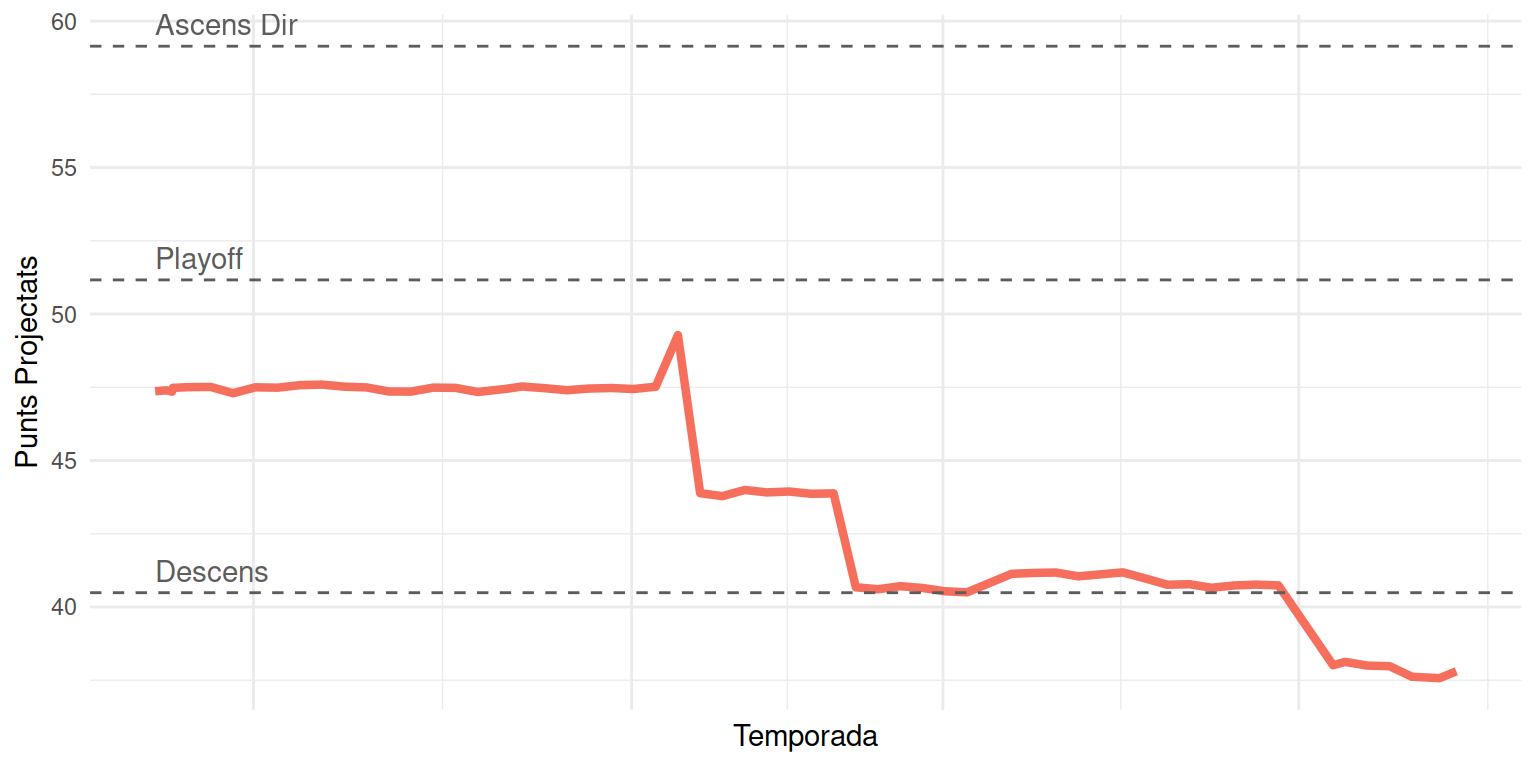 60
Ascens Dir
55
Playoff
50
45
Descens
40
Punts Projectats
Temporada